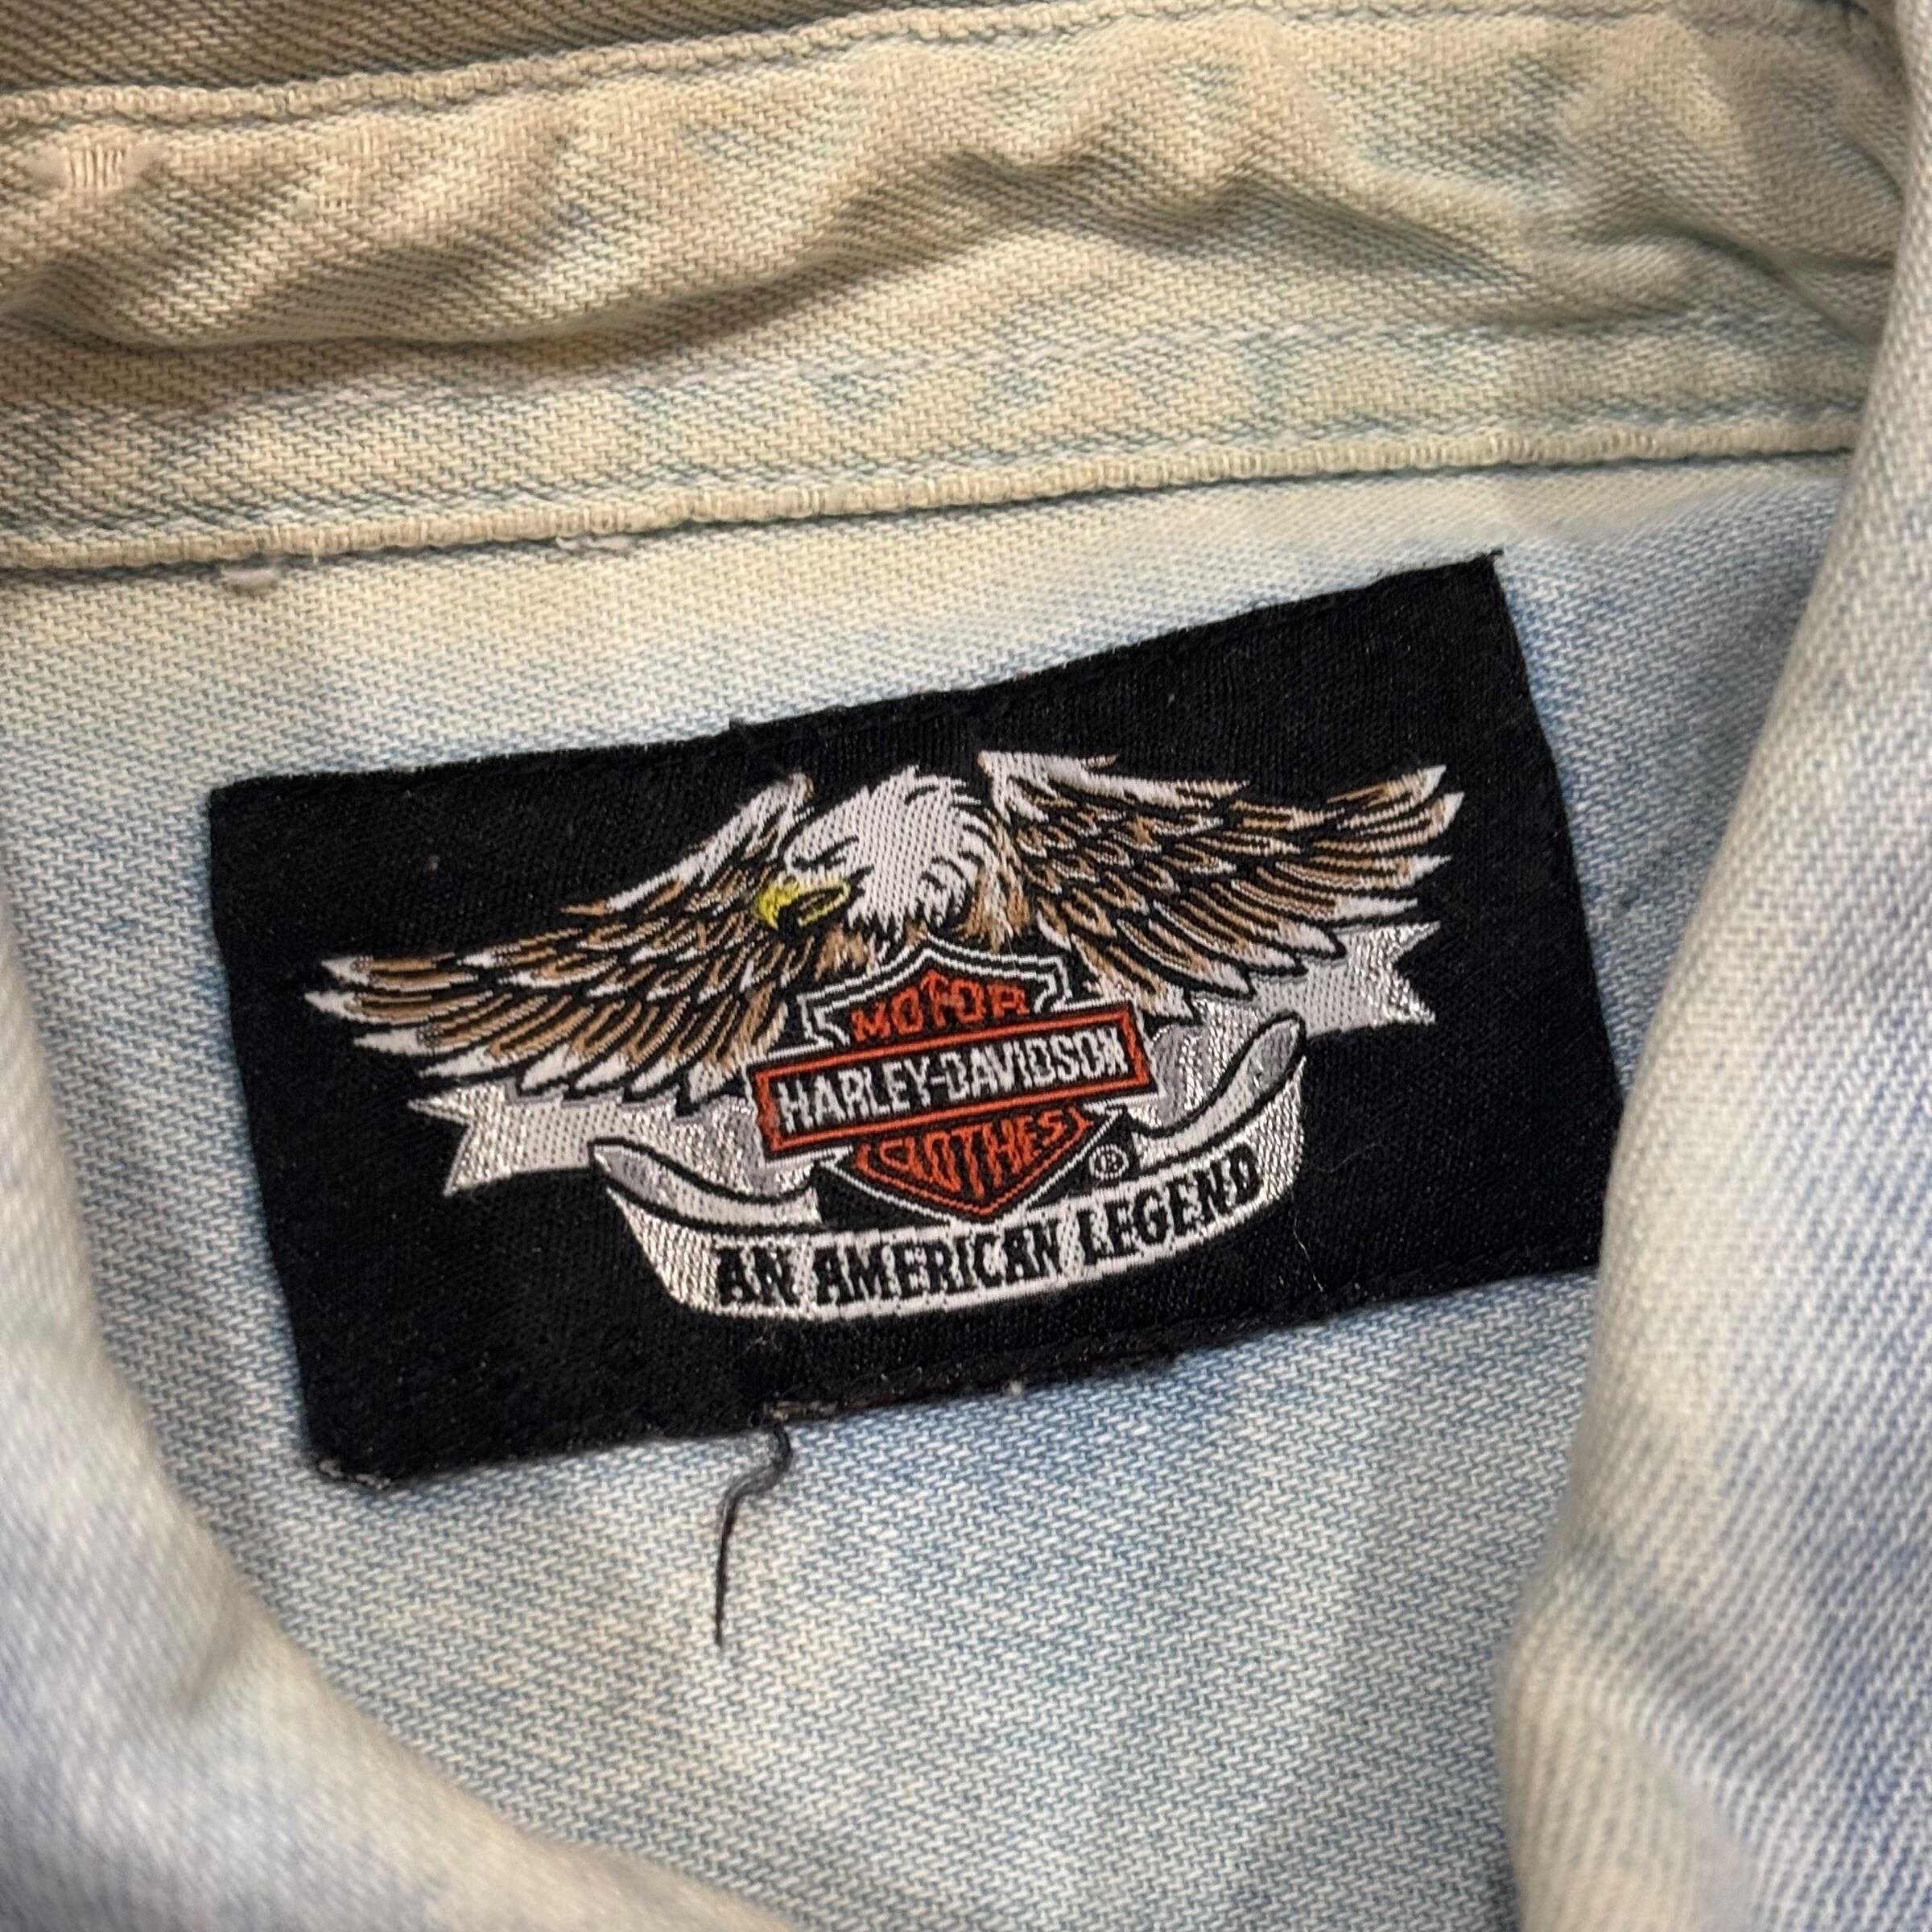 MOTOR
HARLEY-DAVIDSON
CLOTHES
®
AN AMERICAN LEGEND